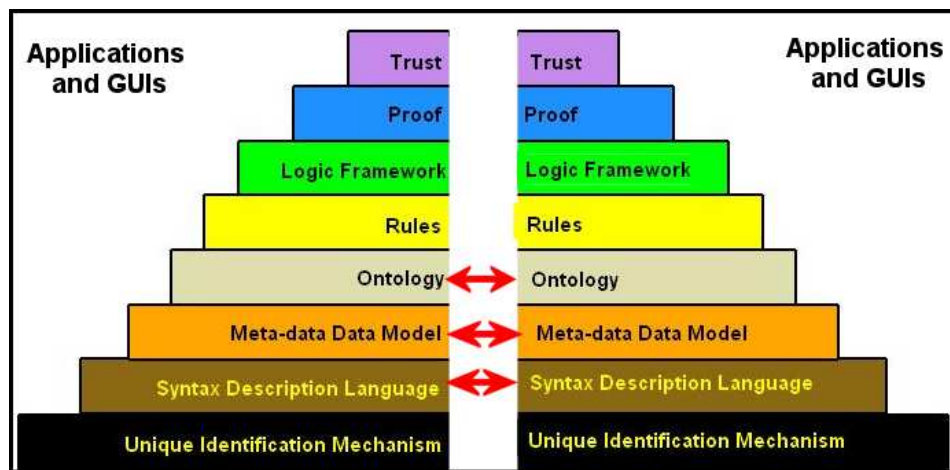 Applications
and GUIs
Applications
and GUIs
Trust
Trust
Proof
Proof
Logic Framework
Logic Framework
Rules
Rules
Ontology
Ontology
Meta-data Data Model
Meta-data Data Model
Syntax Description Language
Syntax Description Language
Unique Identification Mechanism
Unique Identification Mechanism